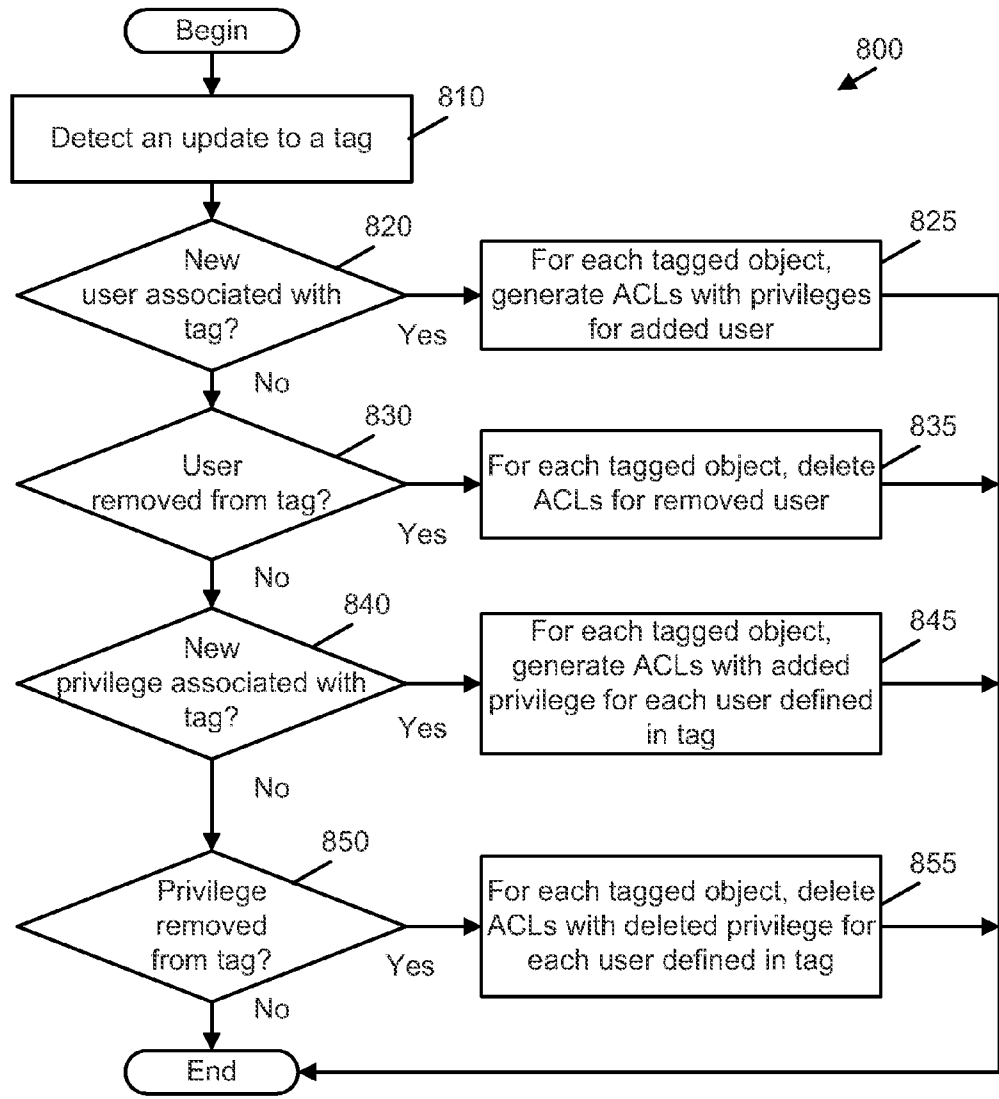 Begin
800
810
Detect an update to a tag
820
New
user associated with
tag?
Yes
No
825
For each tagged object,
generate ACLs with privileges
for added user
830
User
removed from tag?
Yes
No
835
For each tagged object, delete
ACLs for removed user
840
New
privilege associated with
tag?
Yes
No
845
For each tagged object,
generate ACLs with added
privilege for each user defined
in tag
850
Privilege
removed
from tag?
Yes
No
855
For each tagged object, delete
ACLs with deleted privilege for
each user defined in tag
End